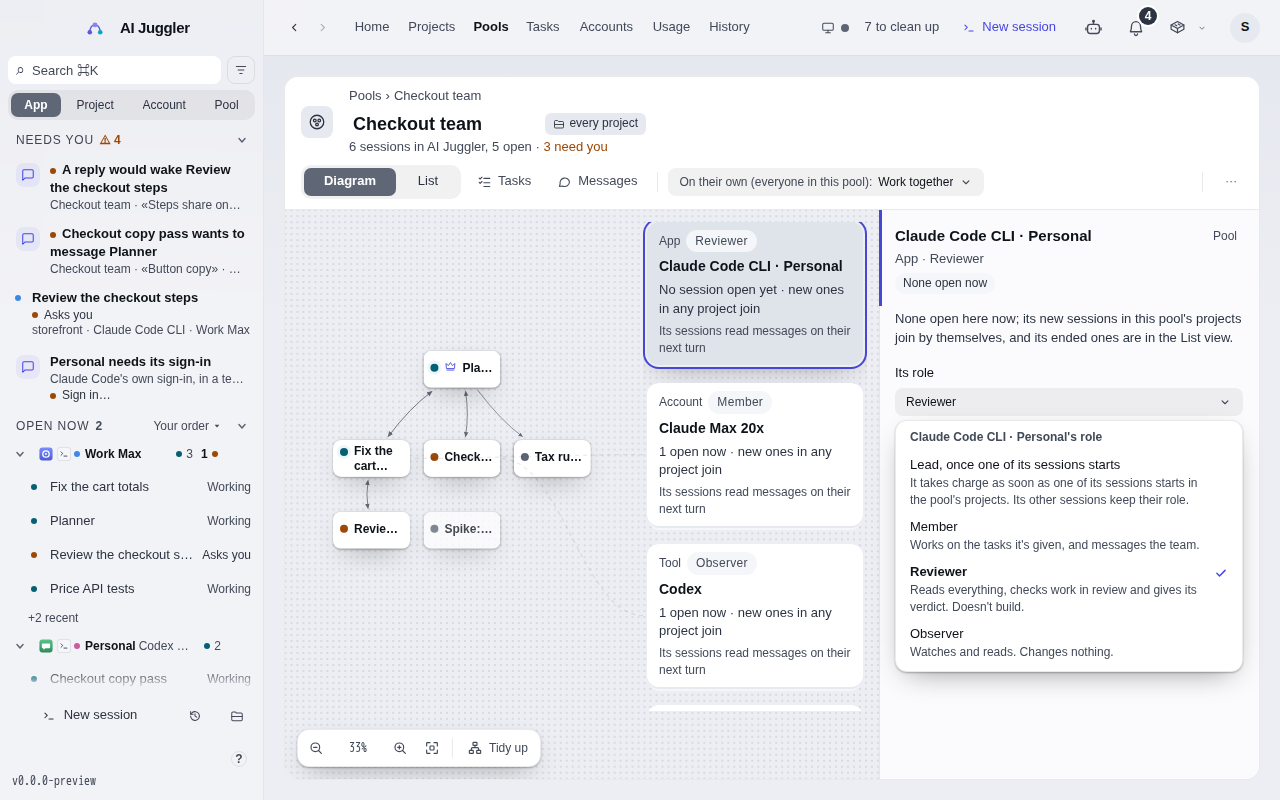 AI Juggler
Search ⌘K
App Project Account Pool
NEEDS YOU 4
A reply would wake Review the checkout steps
Checkout team · «Steps share on…
Checkout copy pass wants to message Planner
Checkout team · «Button copy» · …
Review the checkout steps
Asks you
storefront · Claude Code CLI · Work Max
Personal needs its sign-in
Claude Code's own sign-in, in a te…
Sign in…
OPEN NOW 2 Your order
Work Max 3 1
Fix the cart totals Working
Planner Working
Review the checkout s… Asks you
Price API tests Working
+2 recent
Personal Codex … 2
Checkout copy pass Working
New session
?
v0.0.0-preview
Home Projects Pools Tasks Accounts Usage History
7 to clean up
New session
4
S
Pools › Checkout team
Checkout team every project
6 sessions in AI Juggler, 5 open · 3 need you
Diagram List Tasks Messages
On their own (everyone in this pool): Work together
Pla…
Fix the cart…
Check…
Tax ru…
Revie…
Spike:…
App Reviewer
Claude Code CLI · Personal
No session open yet · new ones
in any project join
Its sessions read messages on their
next turn
Account Member
Claude Max 20x
1 open now · new ones in any
project join
Its sessions read messages on their
next turn
Tool Observer
Codex
1 open now · new ones in any
project join
Its sessions read messages on their
next turn
33%
Tidy up
Claude Code CLI · Personal Pool
App · Reviewer
None open now
None open here now; its new sessions in this pool's projects
join by themselves, and its ended ones are in the List view.
Its role
Reviewer
Claude Code CLI · Personal's role
Lead, once one of its sessions starts
It takes charge as soon as one of its sessions starts in
the pool's projects. Its other sessions keep their role.
Member
Works on the tasks it's given, and messages the team.
Reviewer
Reads everything, checks work in review and gives its
verdict. Doesn't build.
Observer
Watches and reads. Changes nothing.